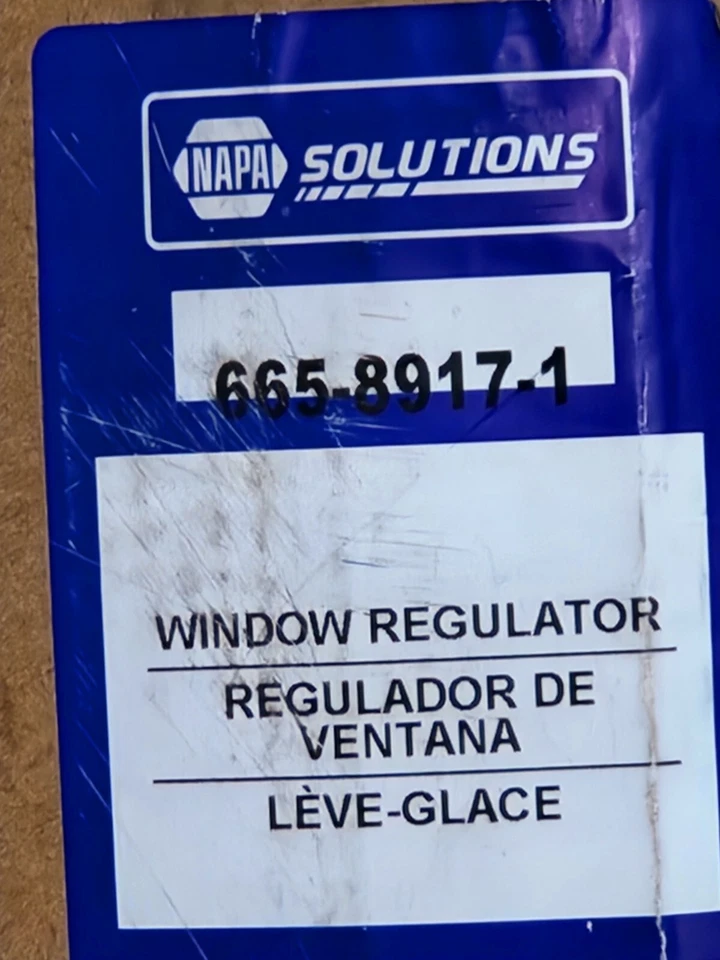 NAPA SOLUTIONS
665-8917-1
WINDOW REGULATOR
REGULADOR DE
VENTANA
LÈVE-GLACE